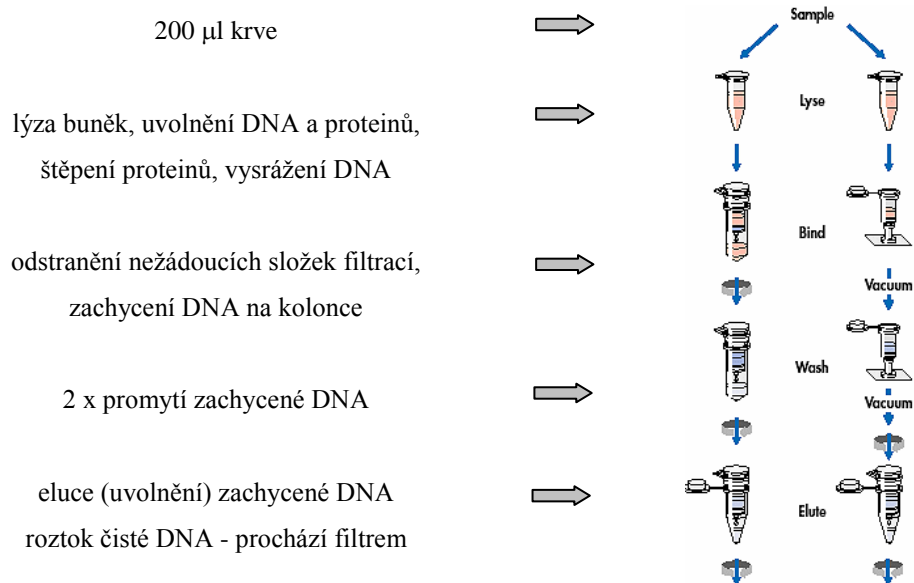 200 µl krve
Sample
lýza buněk, uvolnění DNA a proteinů,
štěpení proteinů, vysrážení DNA
Lyse
odstranění nežádoucích složek filtrací,
zachycení DNA na kolonce
Bind
Vacuum
2 x promytí zachycené DNA
Wash
Vacuum
eluce (uvolnění) zachycené DNA
roztok čisté DNA - prochází filtrem
Elute